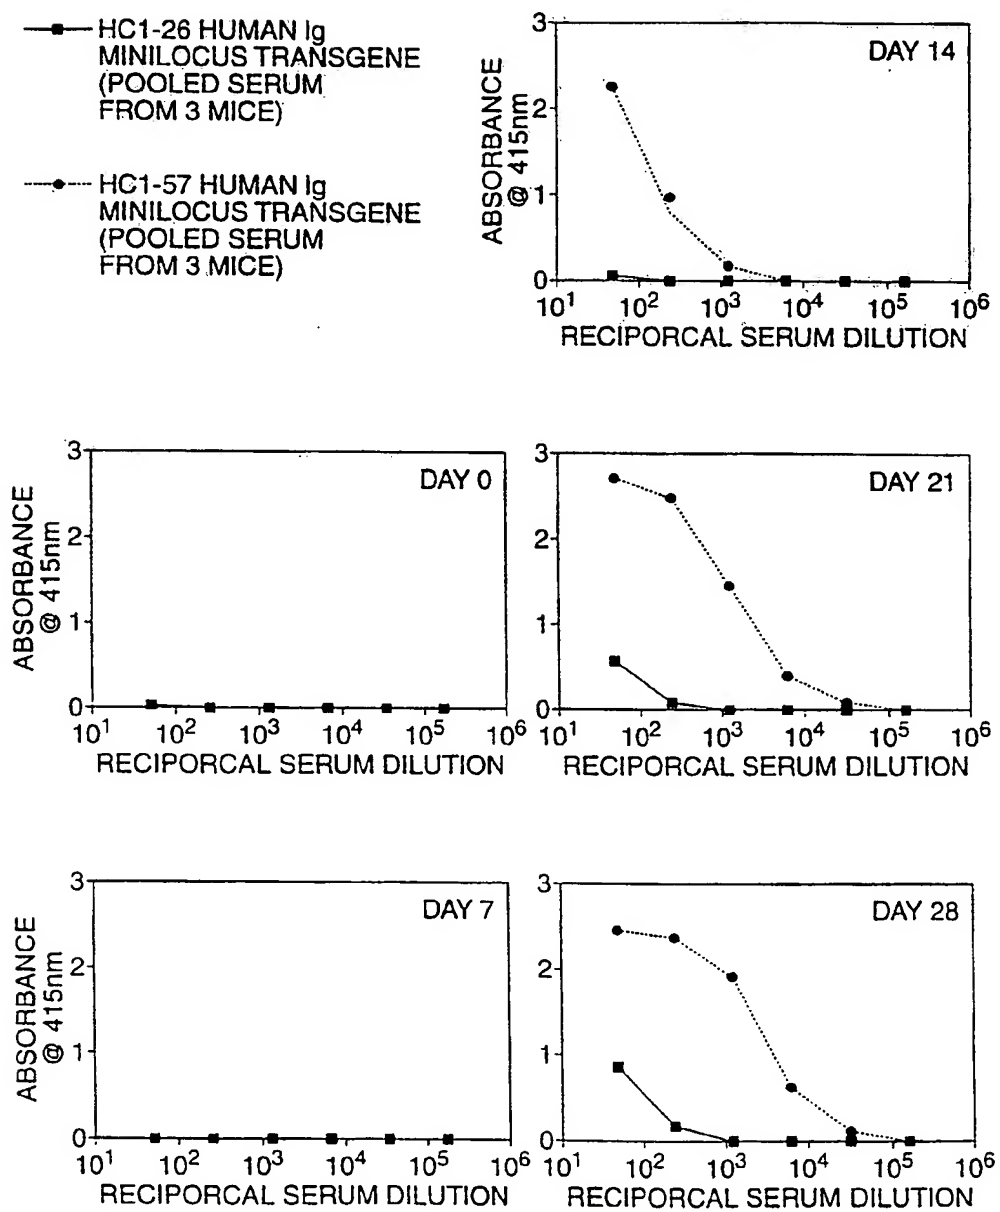 HC1-26 HUMAN Ig
MINILOCUS TRANSGENE
(POOLED SERUM
FROM 3 MICE)
HC1-57 HUMAN Ig
MINILOCUS TRANSGENE
(POOLED SERUM
FROM 3 MICE)
DAY 14
ABSORBANCE
@ 415nm
3
2
1
0
10¹ 10² 10³ 10⁴ 10⁵ 10⁶
RECIPORCAL SERUM DILUTION
DAY 0
ABSORBANCE
@ 415nm
3
2
1
0
10¹ 10² 10³ 10⁴ 10⁵ 10⁶
RECIPORCAL SERUM DILUTION
DAY 21
3
2
1
0
10¹ 10² 10³ 10⁴ 10⁵ 10⁶
RECIPORCAL SERUM DILUTION
DAY 7
ABSORBANCE
@ 415nm
3
2
1
0
10¹ 10² 10³ 10⁴ 10⁵ 10⁶
RECIPORCAL SERUM DILUTION
DAY 28
3
2
1
0
10¹ 10² 10³ 10⁴ 10⁵ 10⁶
RECIPORCAL SERUM DILUTION